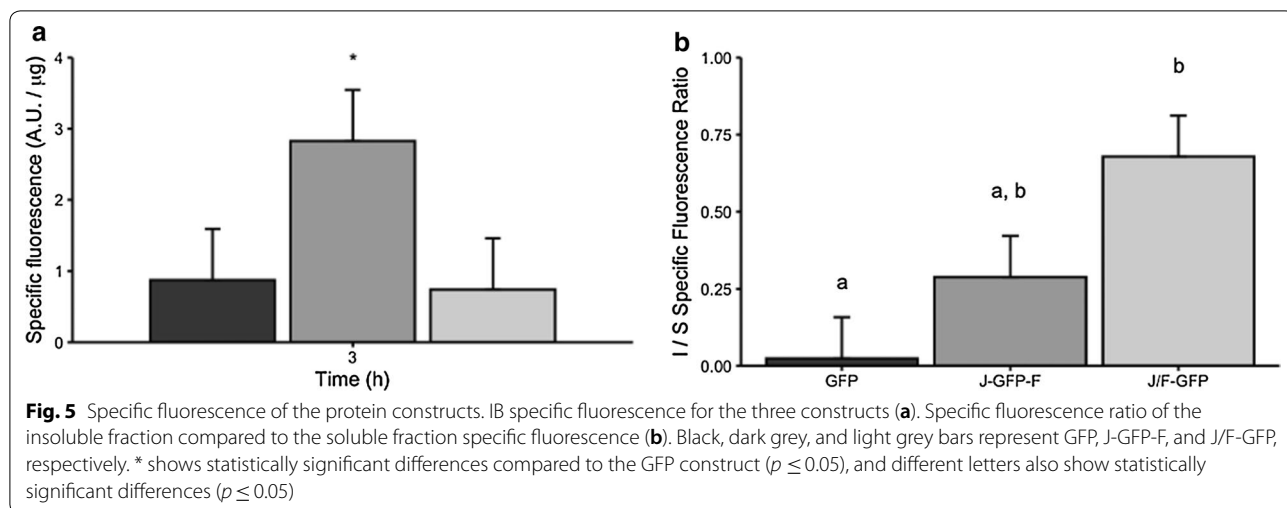 a
Specific fluorescence (A.U. / µg)
4
3
2
1
0
*
3
Time (h)
b
I / S Specific Fluorescence Ratio
1.00
0.75
0.50
0.25
0.00
a
a, b
b
GFP J-GFP-F J/F-GFP
Fig. 5 Specific fluorescence of the protein constructs. IB specific fluorescence for the three constructs (a). Specific fluorescence ratio of the
insoluble fraction compared to the soluble fraction specific fluorescence (b). Black, dark grey, and light grey bars represent GFP, J-GFP-F, and J/F-GFP,
respectively. * shows statistically significant differences compared to the GFP construct (p ≤ 0.05), and different letters also show statistically
significant differences (p ≤ 0.05)